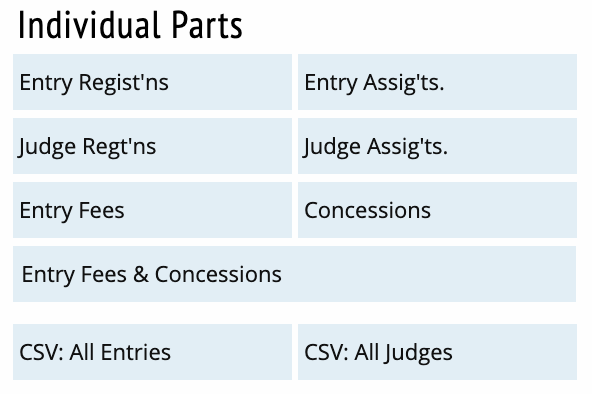 Individual Parts
Entry Regist'ns
Entry Assig'ts.
Judge Regt'ns
Judge Assig'ts.
Entry Fees
Concessions
Entry Fees & Concessions
CSV: All Entries
CSV: All Judges